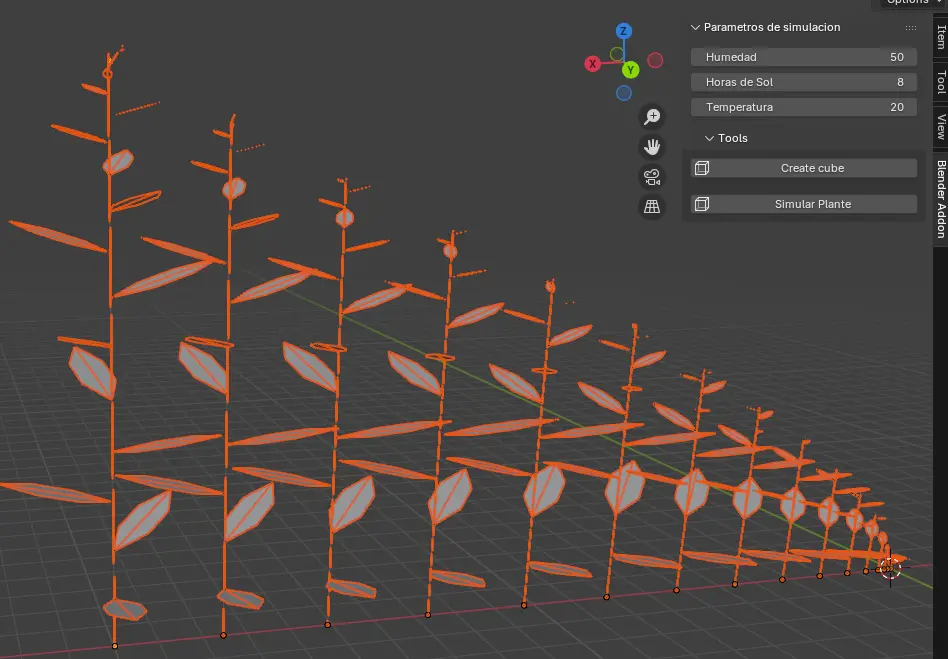 Options
Parametros de simulacion
Humedad 50
Horas de Sol 8
Temperatura 20
Tools
Create cube
Simular Plante
Z
X
Y
Item
Tool
View
Blender Addon